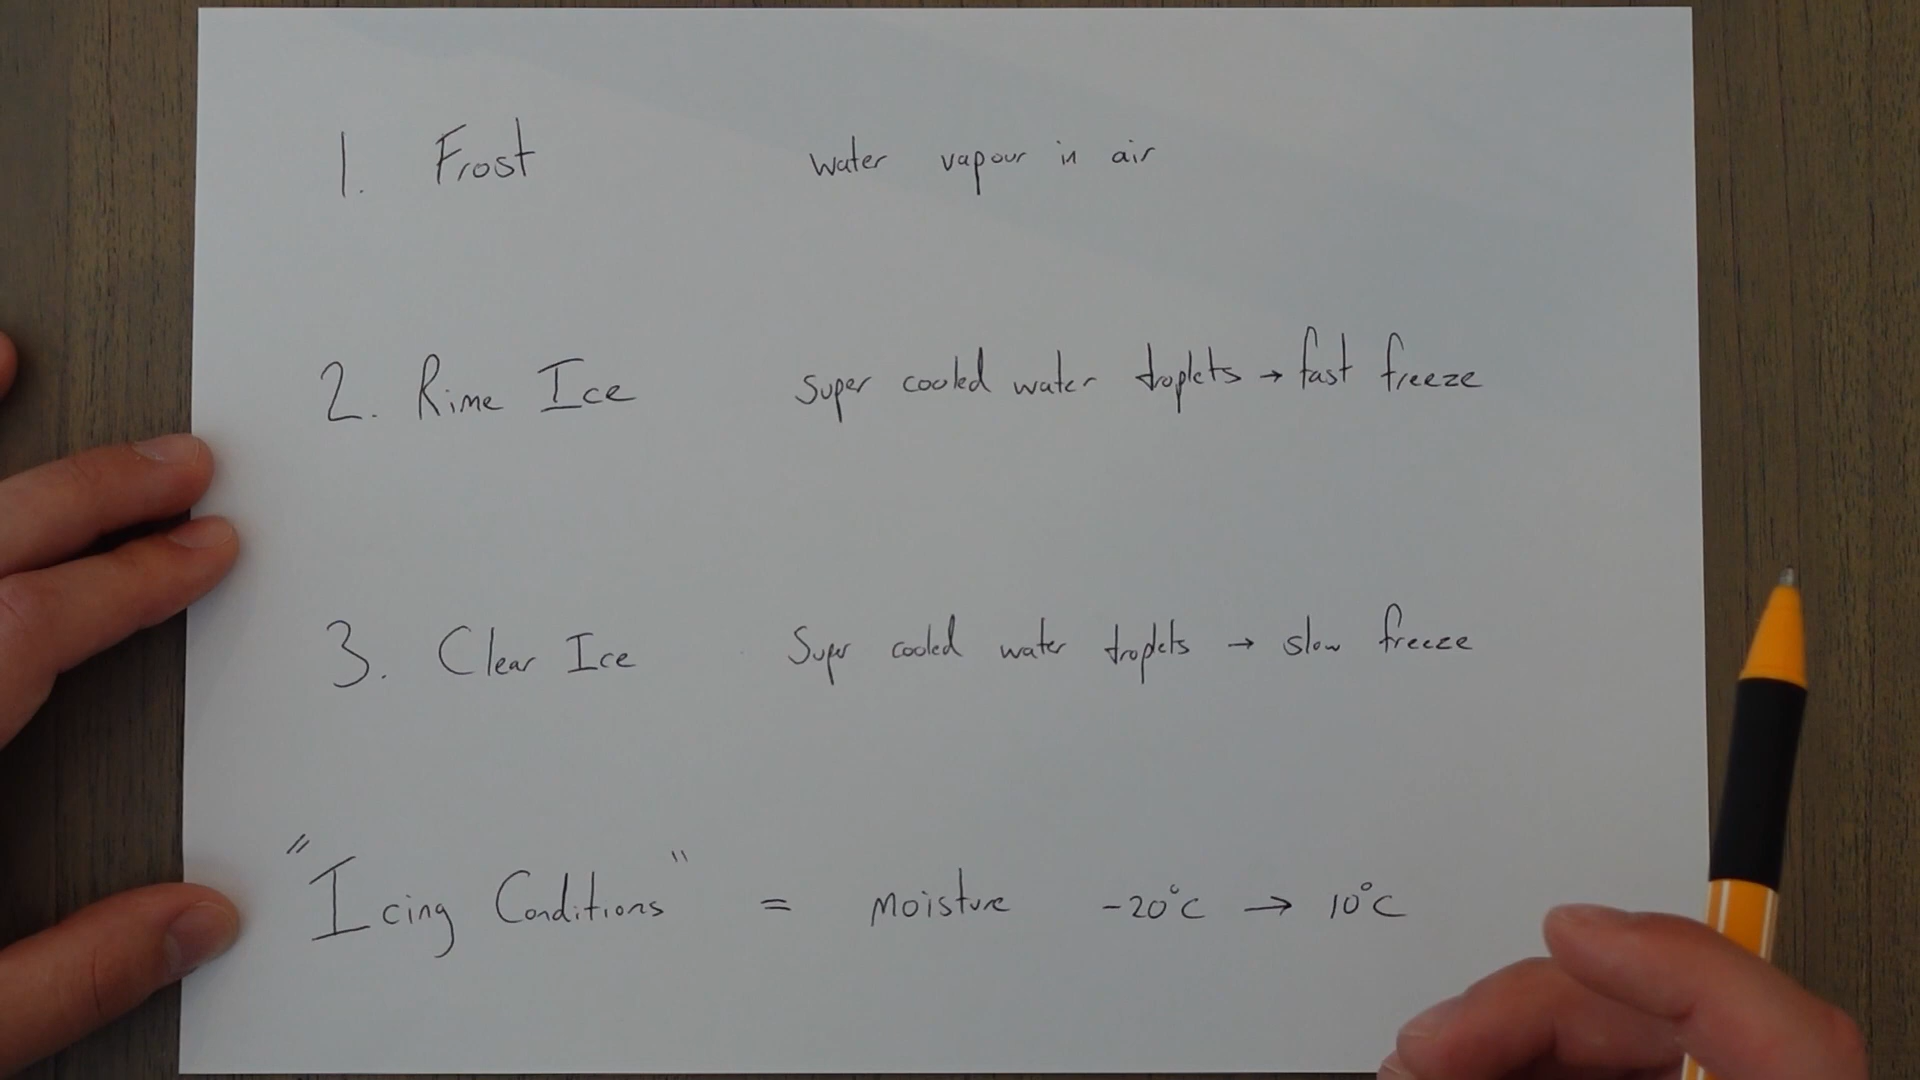 1. Frost water vapour in air
2. Rime Ice Super cooled water droplets → fast freeze
3. Clear Ice Super cooled water droplets → slow freeze
"Icing Conditions" = moisture -20°C → 10°C